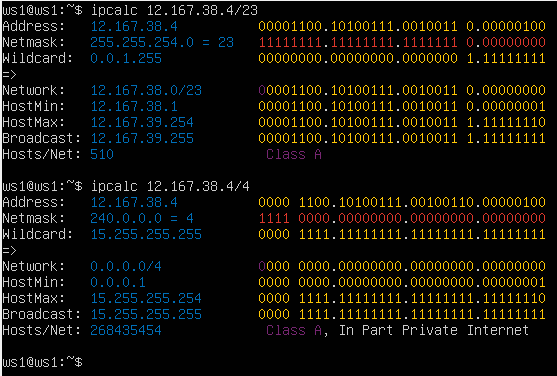 ws1@ws1:~$ ipcalc 12.167.38.4/23
Address: 12.167.38.4 00001100.10100111.0010011 0.00000100
Netmask: 255.255.254.0 = 23 11111111.11111111.1111111 0.00000000
Wildcard: 0.0.1.255 00000000.00000000.0000000 1.11111111
=>
Network: 12.167.38.0/23 00001100.10100111.0010011 0.00000000
HostMin: 12.167.38.1 00001100.10100111.0010011 0.00000001
HostMax: 12.167.39.254 00001100.10100111.0010011 1.11111110
Broadcast: 12.167.39.255 00001100.10100111.0010011 1.11111111
Hosts/Net: 510 Class A
ws1@ws1:~$ ipcalc 12.167.38.4/4
Address: 12.167.38.4 0000 1100.10100111.00100110.00000100
Netmask: 240.0.0.0 = 4 1111 0000.00000000.00000000.00000000
Wildcard: 15.255.255.255 0000 1111.11111111.11111111.11111111
=>
Network: 0.0.0.0/4 0000 0000.00000000.00000000.00000000
HostMin: 0.0.0.1 0000 0000.00000000.00000000.00000001
HostMax: 15.255.255.254 0000 1111.11111111.11111111.11111110
Broadcast: 15.255.255.255 0000 1111.11111111.11111111.11111111
Hosts/Net: 268435454 Class A, In Part Private Internet
ws1@ws1:~$